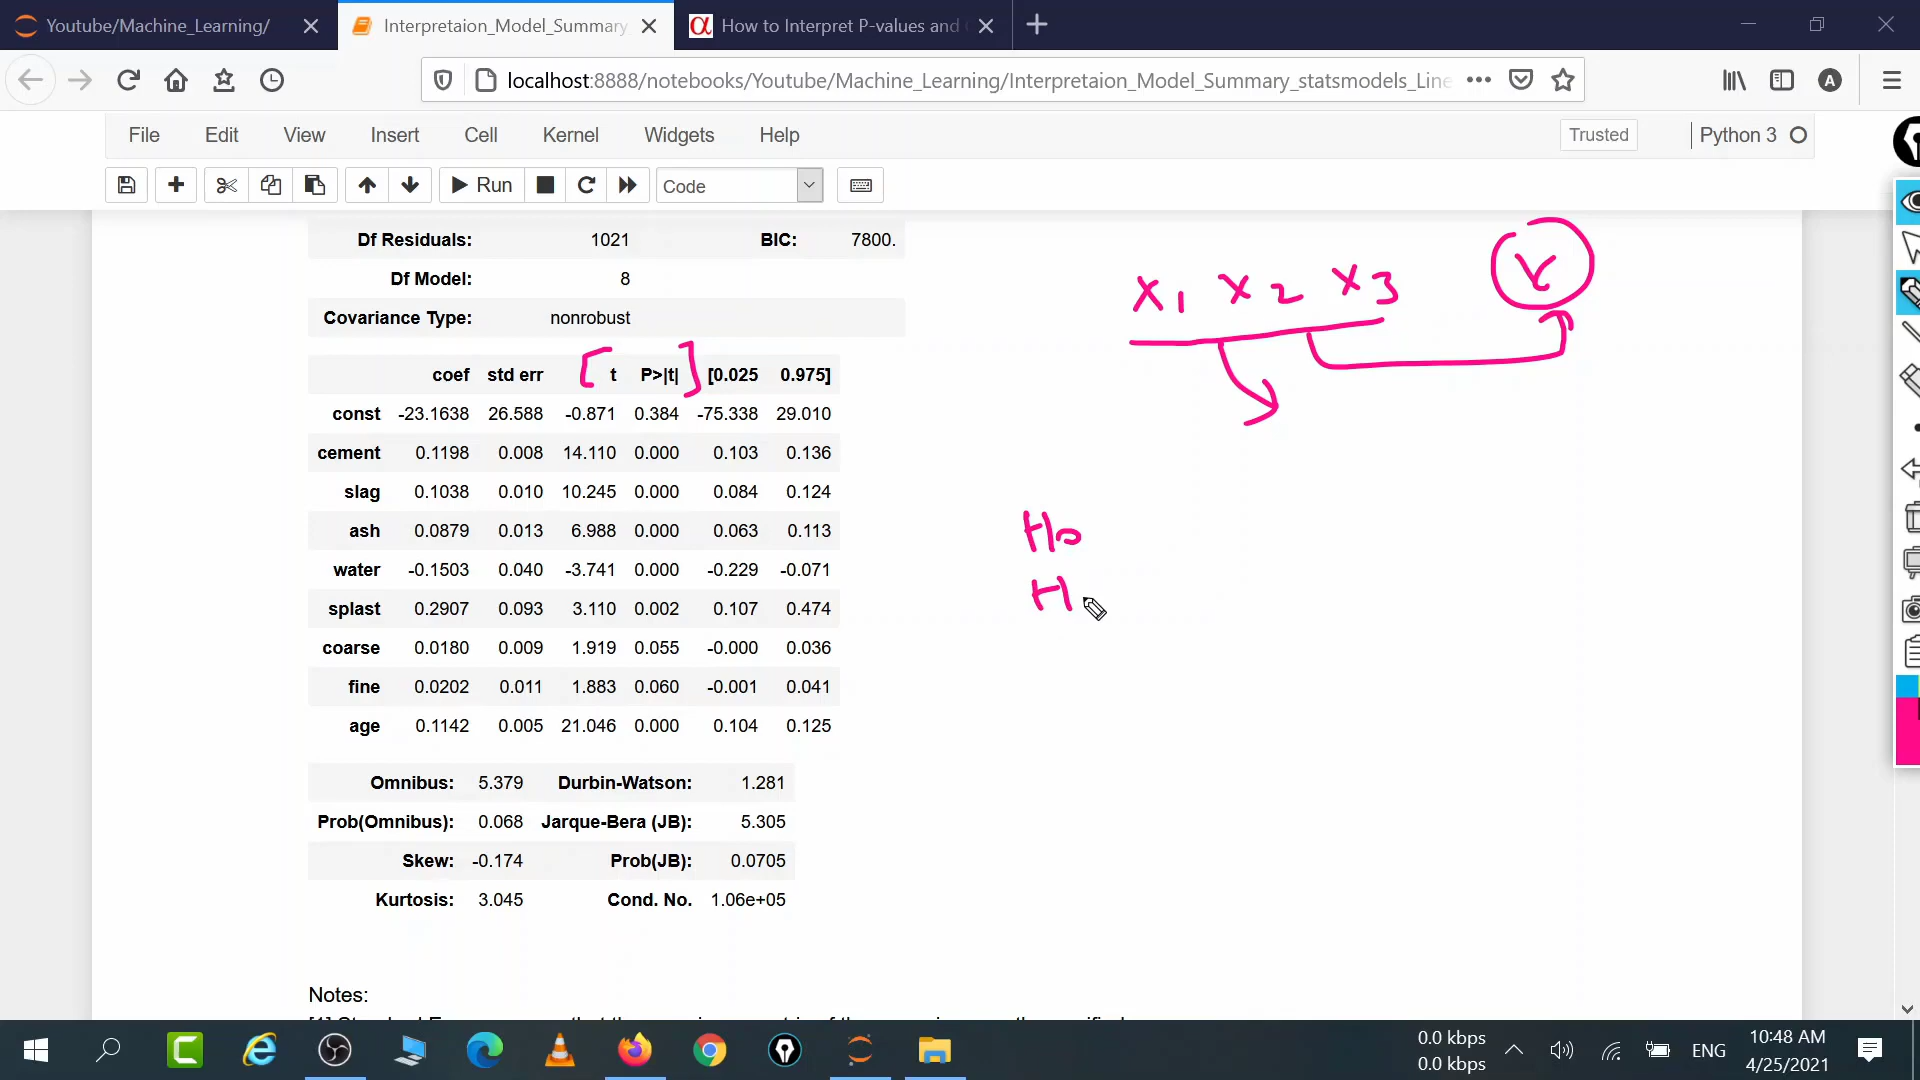 Youtube/Machine_Learning/
Interpretaion_Model_Summary
How to Interpret P-values and
localhost:8888/notebooks/Youtube/Machine_Learning/Interpretaion_Model_Summary_statsmodels_Line
A
File Edit View Insert Cell Kernel Widgets Help
Trusted
Python 3
Run
Code
Df Residuals: 1021 BIC: 7800.
Df Model: 8
Covariance Type: nonrobust
coef std err t P>|t| [0.025 0.975]
const -23.1638 26.588 -0.871 0.384 -75.338 29.010
cement 0.1198 0.008 14.110 0.000 0.103 0.136
slag 0.1038 0.010 10.245 0.000 0.084 0.124
ash 0.0879 0.013 6.988 0.000 0.063 0.113
water -0.1503 0.040 -3.741 0.000 -0.229 -0.071
splast 0.2907 0.093 3.110 0.002 0.107 0.474
coarse 0.0180 0.009 1.919 0.055 -0.000 0.036
fine 0.0202 0.011 1.883 0.060 -0.001 0.041
age 0.1142 0.005 21.046 0.000 0.104 0.125
Omnibus: 5.379 Durbin-Watson: 1.281
Prob(Omnibus): 0.068 Jarque-Bera (JB): 5.305
Skew: -0.174 Prob(JB): 0.0705
Kurtosis: 3.045 Cond. No. 1.06e+05
Notes:
x1 x2 x3
H0
H
0.0 kbps
0.0 kbps
ENG
10:48 AM
4/25/2021